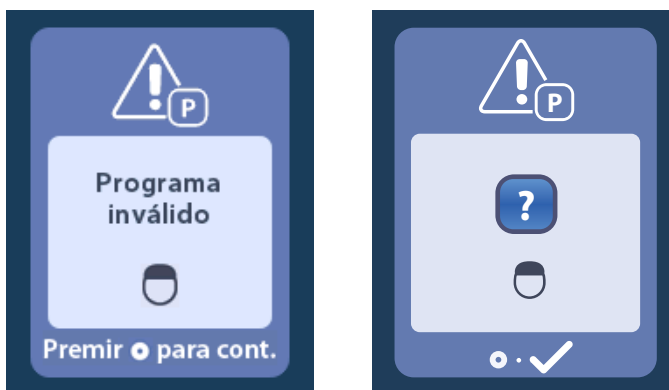 P
Programa
inválido
Premir para cont.
P
?